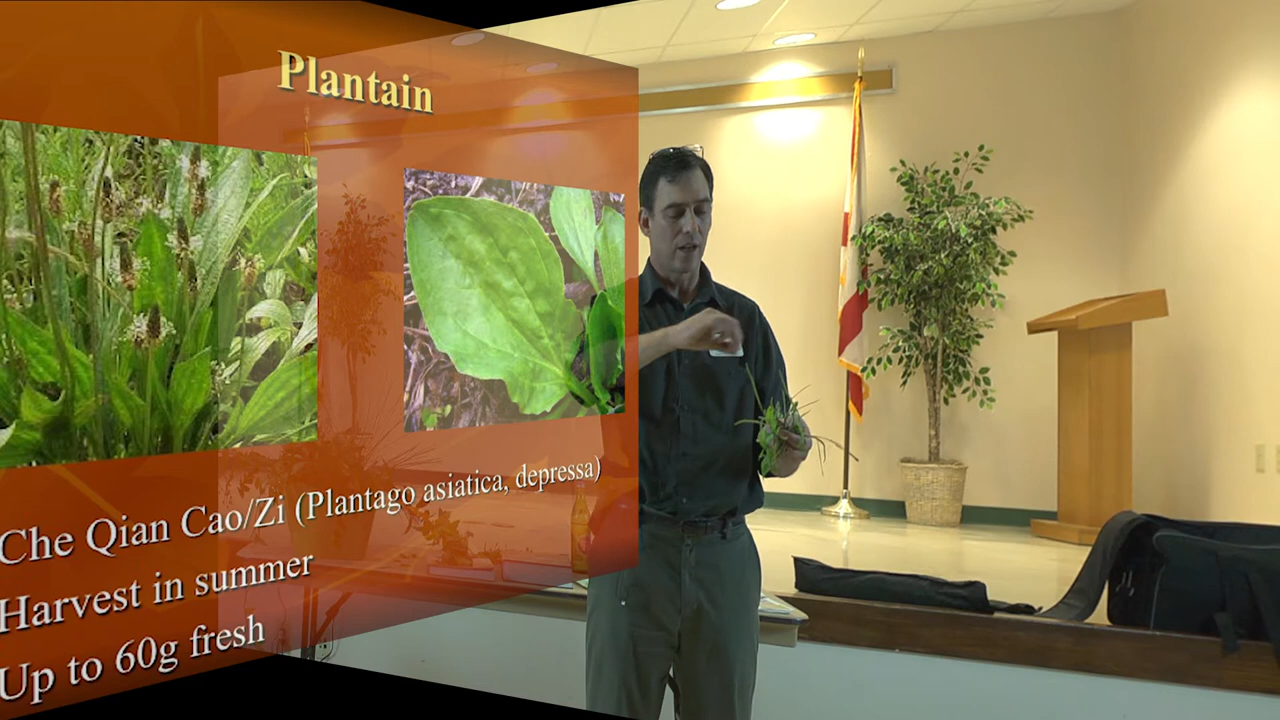 Plantain
Che Qian Cao/Zi (Plantago asiatica, depressa)
Harvest in summer
Up to 60g fresh